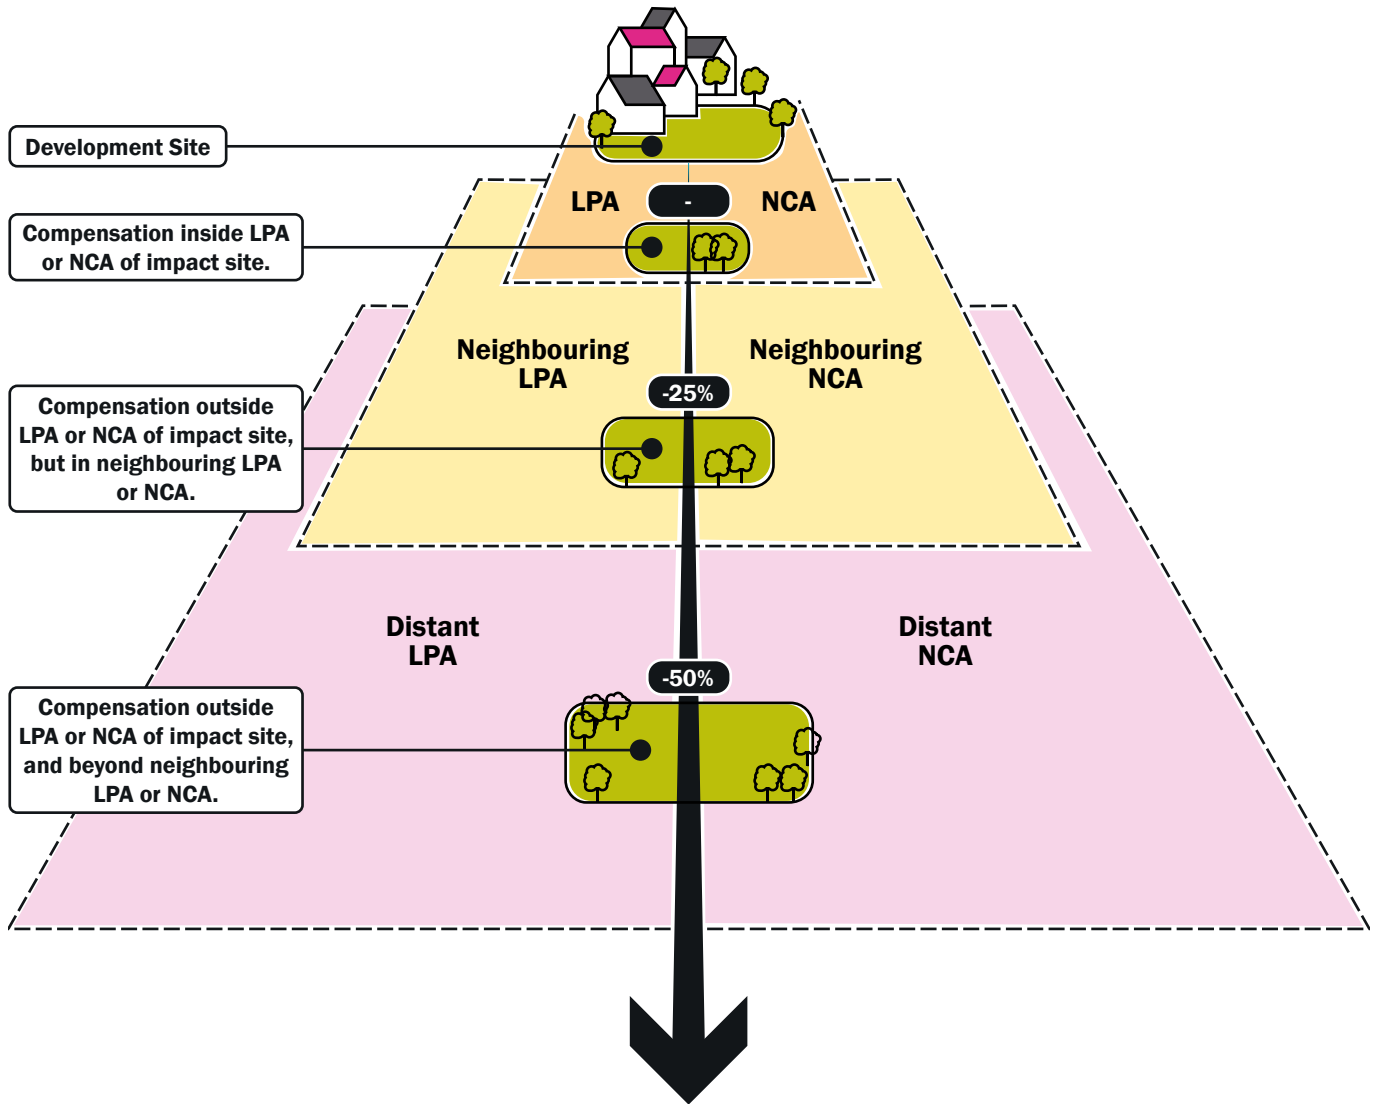 Development Site
LPA
-
NCA
Compensation inside LPA
or NCA of impact site.
Neighbouring
LPA
Neighbouring
NCA
-25%
Compensation outside
LPA or NCA of impact site,
but in neighbouring LPA
or NCA.
Distant
LPA
Distant
NCA
-50%
Compensation outside
LPA or NCA of impact site,
and beyond neighbouring
LPA or NCA.